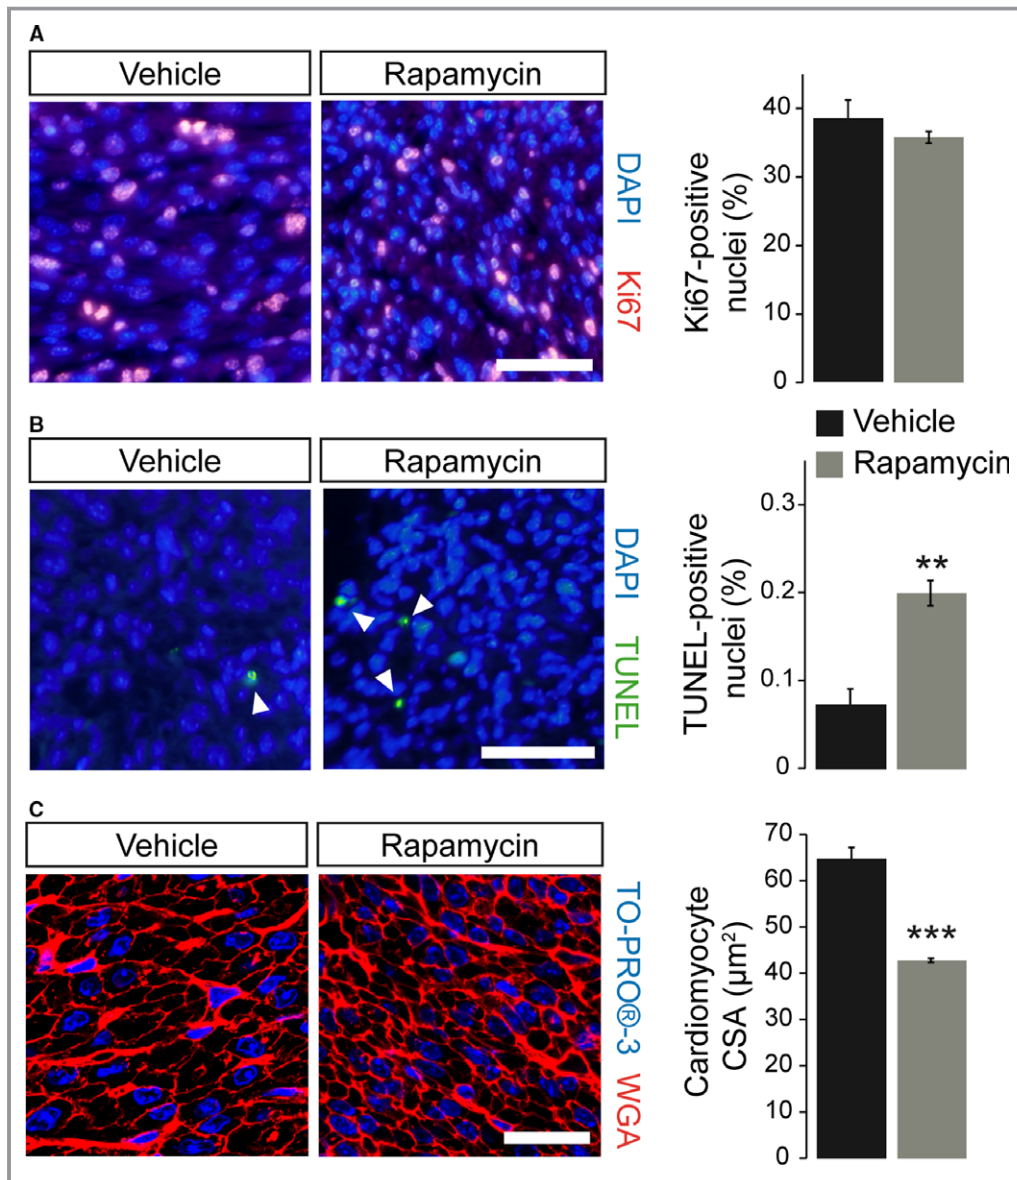 A
Vehicle
Rapamycin
DAPI
Ki67
Ki67-positive
nuclei (%)
40
30
20
10
0
B
Vehicle
Rapamycin
DAPI
TUNEL
Vehicle
Rapamycin
TUNEL-positive
nuclei (%)
0.3
0.2
0.1
0
**
C
Vehicle
Rapamycin
TO-PRO®-3
WGA
Cardiomyocyte
CSA (µm²)
70
60
50
40
30
20
10
0
***